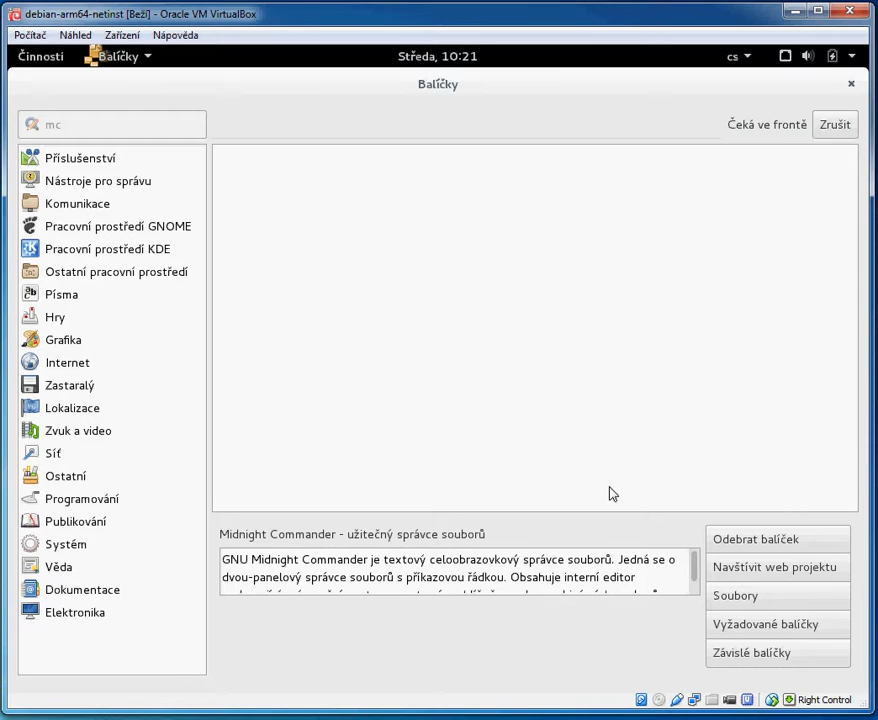 debian-arm64-netinst [Beží] - Oracle VM VirtualBox
Počítač Náhled Zařízení Nápověda
Činnosti Balíčky Středa, 10:21 cs
Balíčky
mc Čeká ve frontě Zrušit
Příslušenství
Nástroje pro správu
Komunikace
Pracovní prostředí GNOME
Pracovní prostředí KDE
Ostatní pracovní prostředí
Písma
Hry
Grafika
Internet
Zastaralý
Lokalizace
Zvuk a video
Síť
Ostatní
Programování
Publikování
Systém
Věda
Dokumentace
Elektronika
Midnight Commander - užitečný správce souborů
GNU Midnight Commander je textový celoobrazovkový správce souborů. Jedná se o
dvou-panelový správce souborů s příkazovou řádkou. Obsahuje interní editor
Odebrat balíček
Navštívit web projektu
Soubory
Vyžadované balíčky
Závislé balíčky
Right Control